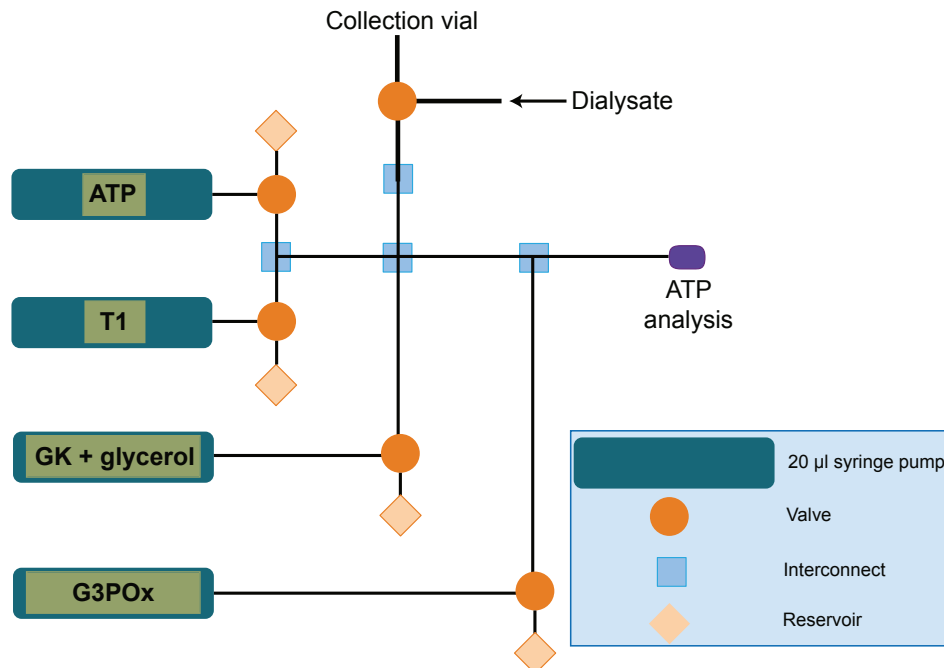 Collection vial
Dialysate
ATP
ATP
analysis
T1
GK + glycerol
G3POx
20 µl syringe pump
Valve
Interconnect
Reservoir